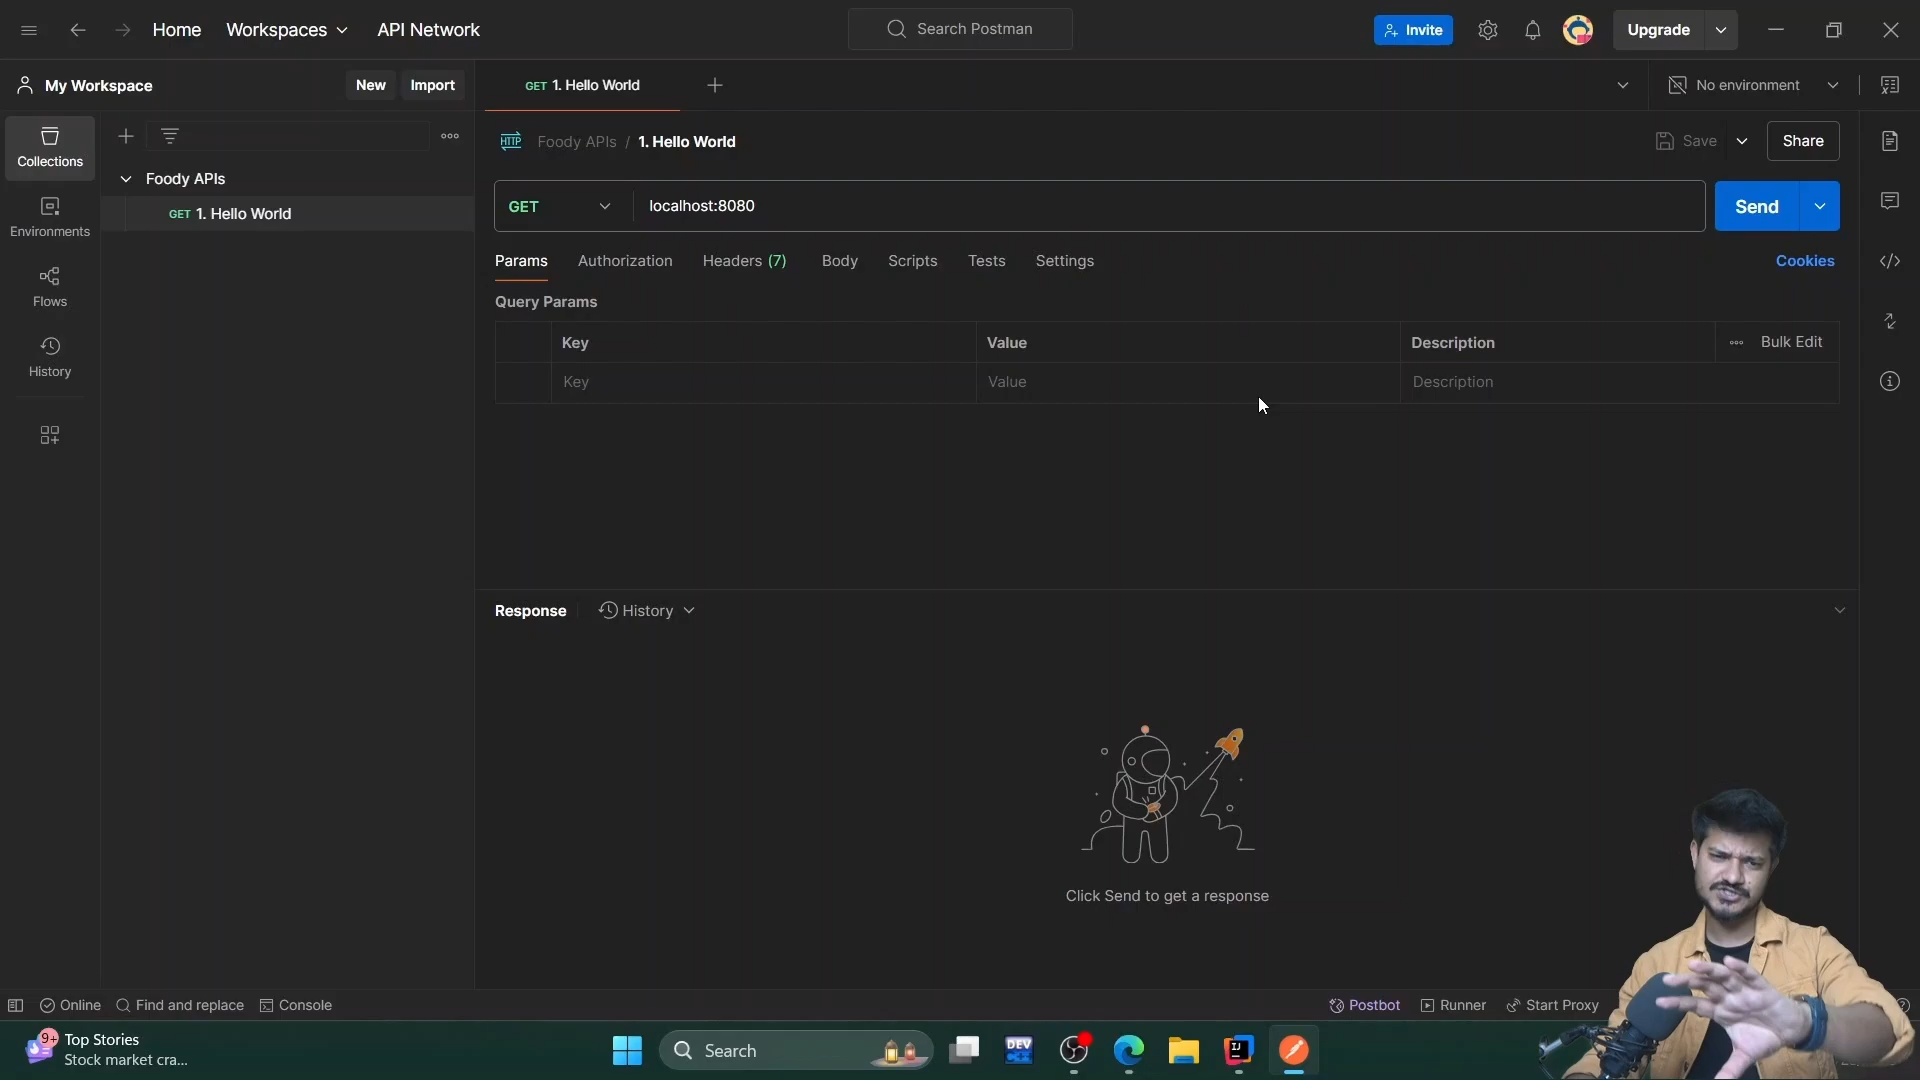 Home Workspaces API Network Search Postman Invite Upgrade
My Workspace New Import GET 1. Hello World No environment
Collections
Foody APIs
GET 1. Hello World
Environments
Flows
History
HTTP Foody APIs / 1. Hello World Save Share
GET localhost:8080 Send
Params Authorization Headers (7) Body Scripts Tests Settings Cookies
Query Params
Key Value Description Bulk Edit
Key Value Description
Response History
Click Send to get a response
Online Find and replace Console Postbot Runner Start Proxy
9+ Top Stories
Stock market cra...
Search
DEV
C++
IJ